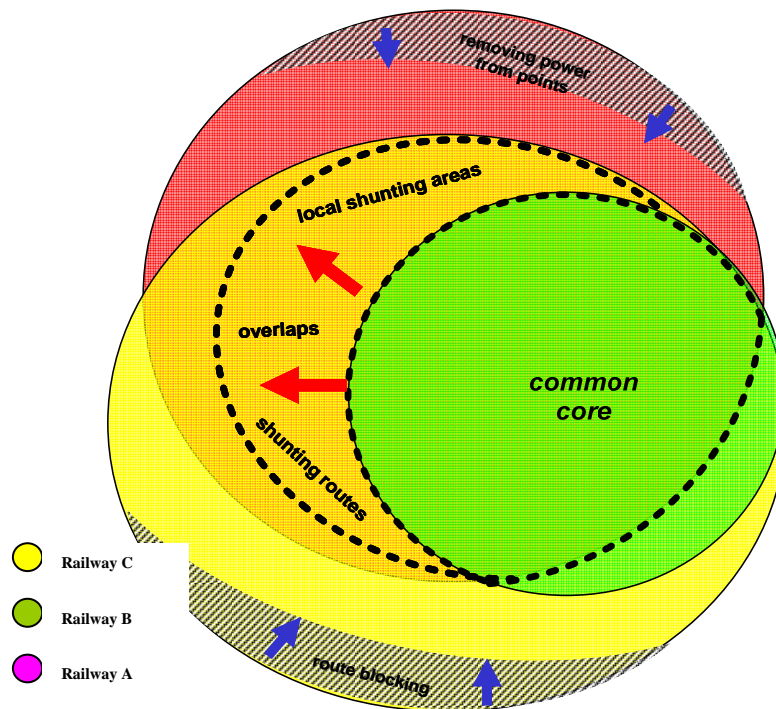 removing power
from points
local shunting areas
overlaps
common
core
shunting routes
Railway C
Railway B
Railway A
route blocking